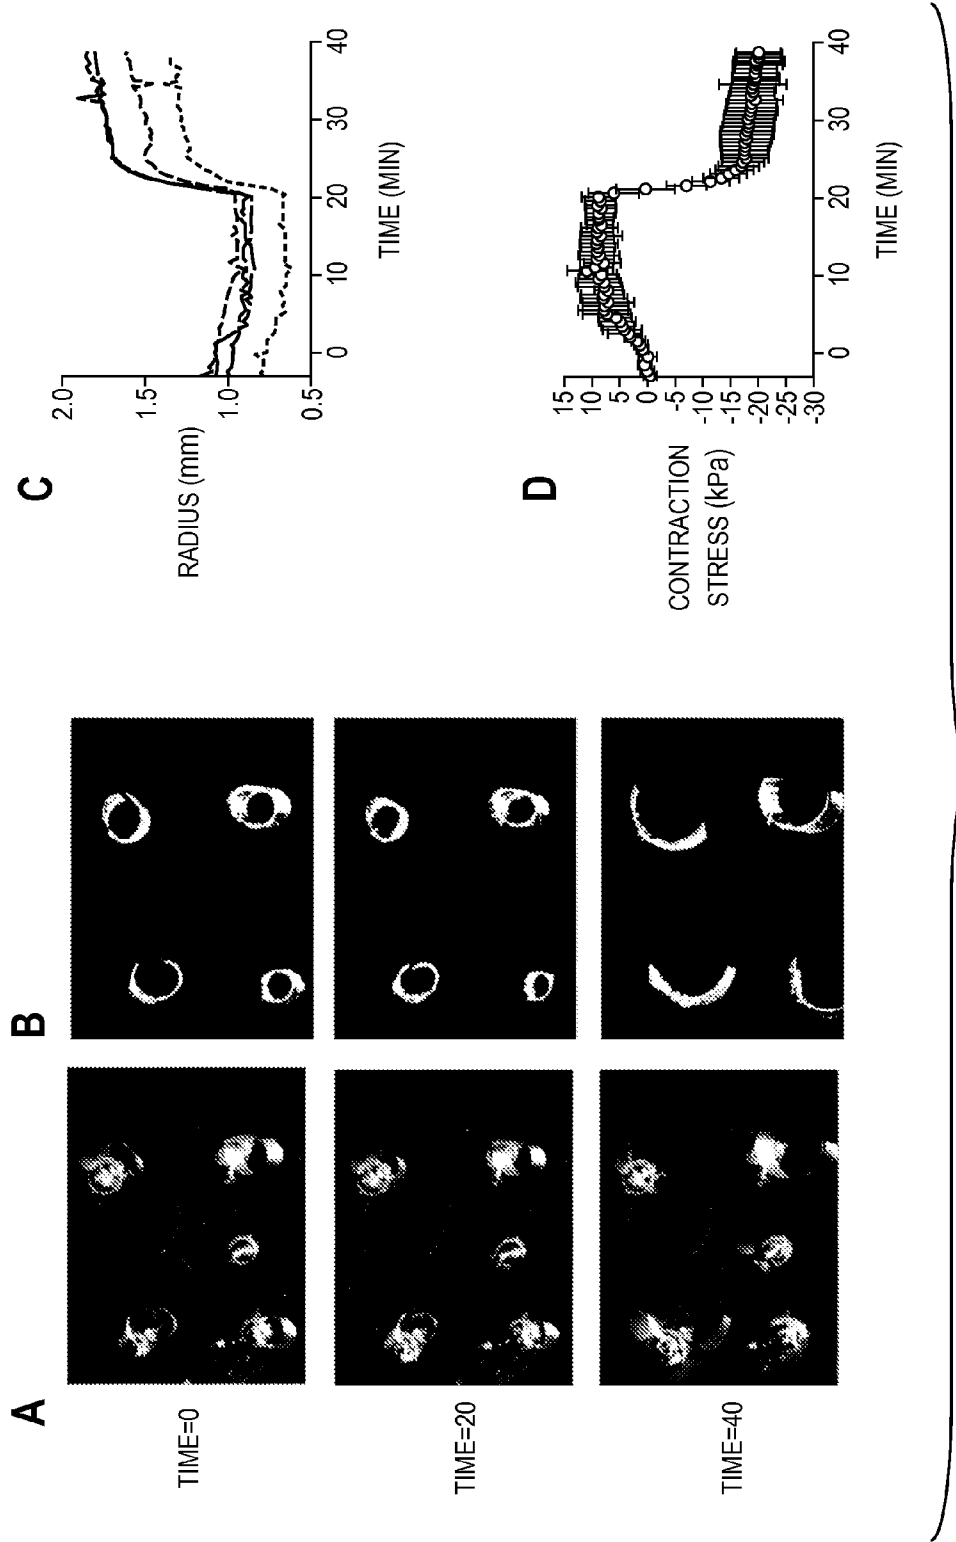 A
TIME=0
TIME=20
TIME=40
B
C
RADIUS (mm)
2.0
1.5
1.0
0.5
0
10
20
30
40
TIME (MIN)
D
CONTRACTION
STRESS (kPa)
15
10
5
0
-5
-10
-15
-20
-25
-30
0
10
20
30
40
TIME (MIN)